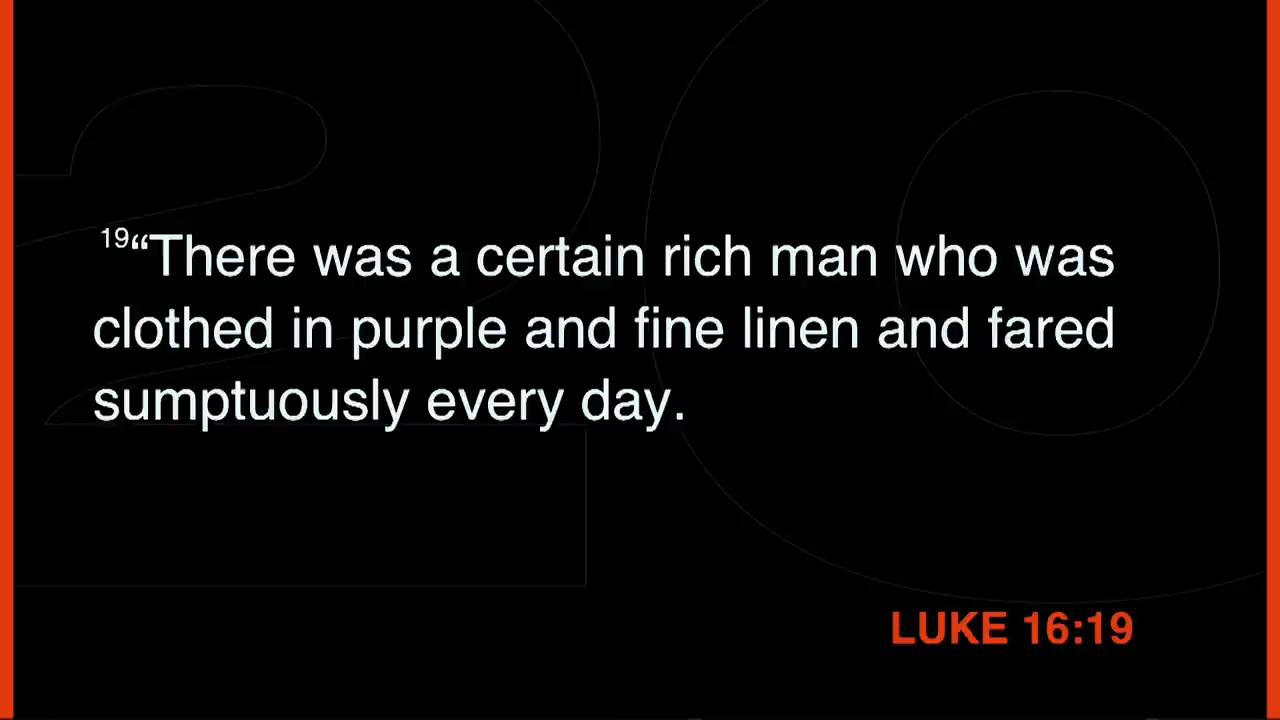 19“There was a certain rich man who was
clothed in purple and fine linen and fared
sumptuously every day.
LUKE 16:19
20